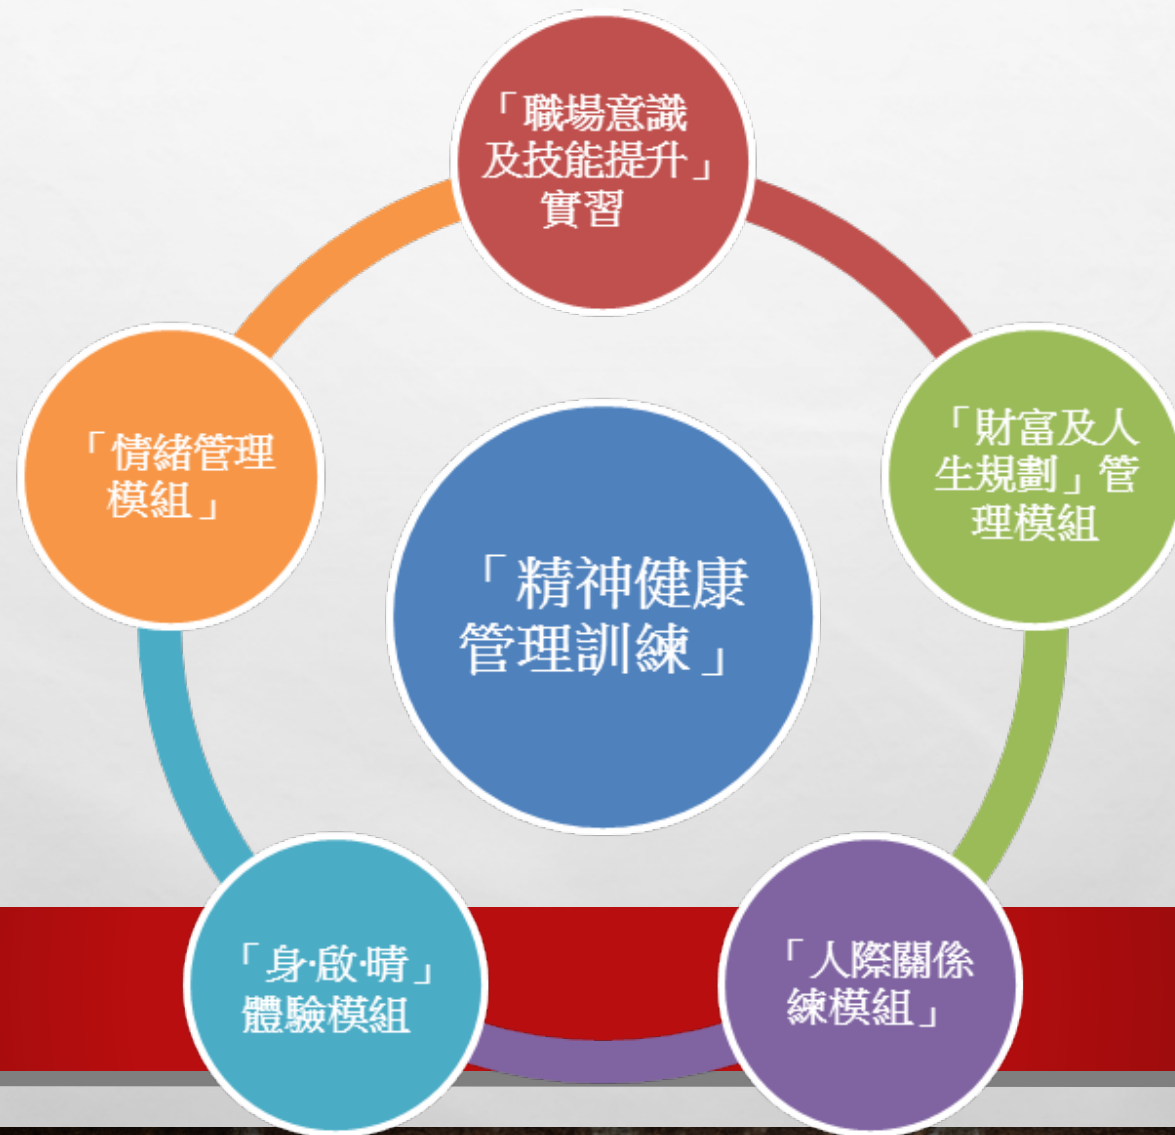 「職場意識
及技能提升」
實習
「財富及人
生規劃」管
理模組
「人際關係
練模組」
「身·啟·晴」
體驗模組
「情緒管理
模組」
「精神健康
管理訓練」